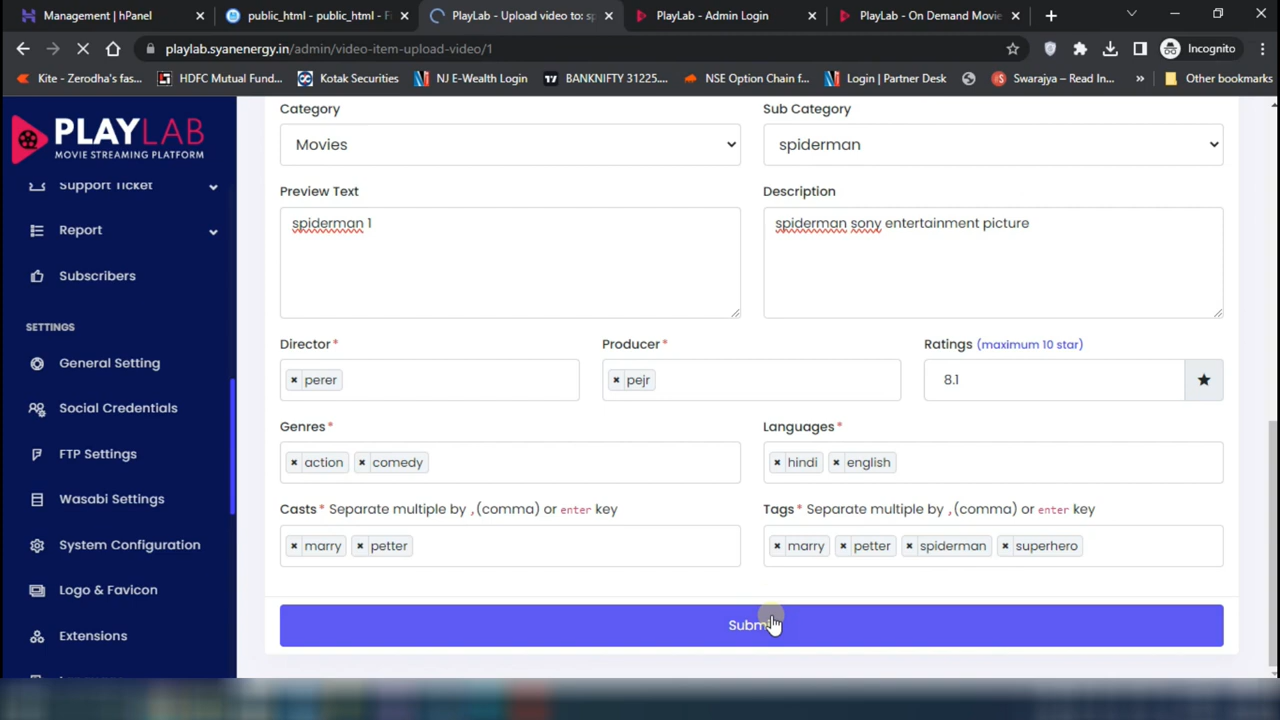 Management | hPanel
public_html - public_html - Fi
PlayLab - Upload video to: sp
PlayLab - Admin Login
PlayLab - On Demand Movie
playlab.syanenergy.in/admin/video-item-upload-video/1
Incognito
Kite - Zerodha's fas...
HDFC Mutual Fund...
Kotak Securities
NJ E-Wealth Login
BANKNIFTY 31225....
NSE Option Chain f...
Login | Partner Desk
Swarajya – Read In...
»
Other bookmarks
PLAYLAB
MOVIE STREAMING PLATFORM
Support Ticket
Report
Subscribers
SETTINGS
General Setting
Social Credentials
FTP Settings
Wasabi Settings
System Configuration
Logo & Favicon
Extensions
Category
Sub Category
Movies
spiderman
Preview Text
Description
spiderman 1
spiderman sony entertainment picture
Director *
Producer *
Ratings (maximum 10 star)
× perer
× pejr
8.1
Genres *
Languages *
× action × comedy
× hindi × english
Casts * Separate multiple by ,(comma) or enter key
Tags * Separate multiple by ,(comma) or enter key
× marry × petter
× marry × petter × spiderman × superhero
Submit